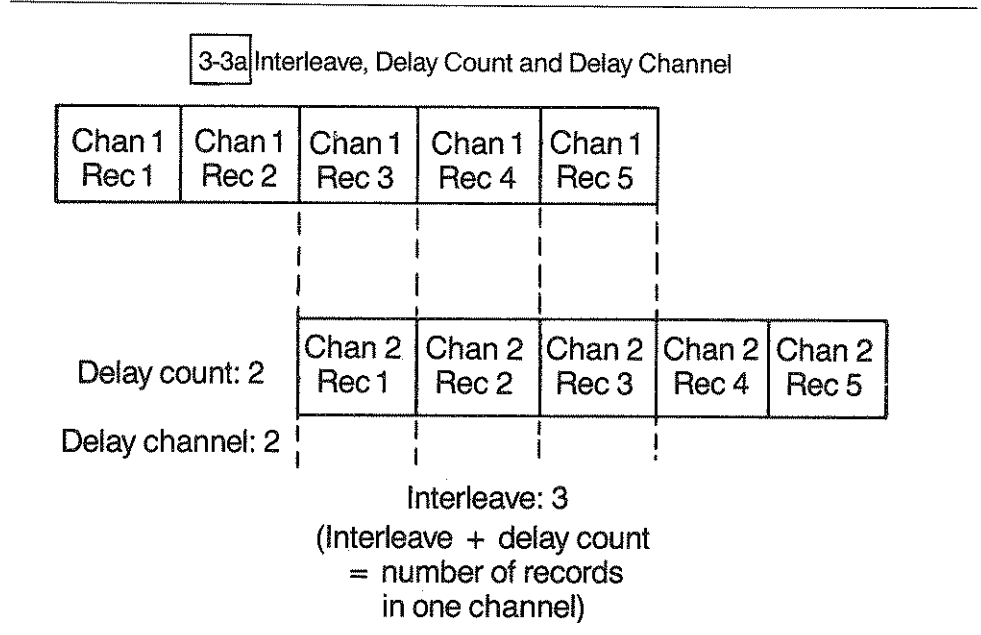 3-3a Interleave, Delay Count and Delay Channel
Chan 1 Chan 1 Chan 1 Chan 1 Chan 1
Rec 1 Rec 2 Rec 3 Rec 4 Rec 5
Chan 2 Chan 2 Chan 2 Chan 2 Chan 2
Rec 1 Rec 2 Rec 3 Rec 4 Rec 5
Delay count: 2
Delay channel: 2
Interleave: 3
(Interleave + delay count
= number of records
in one channel)